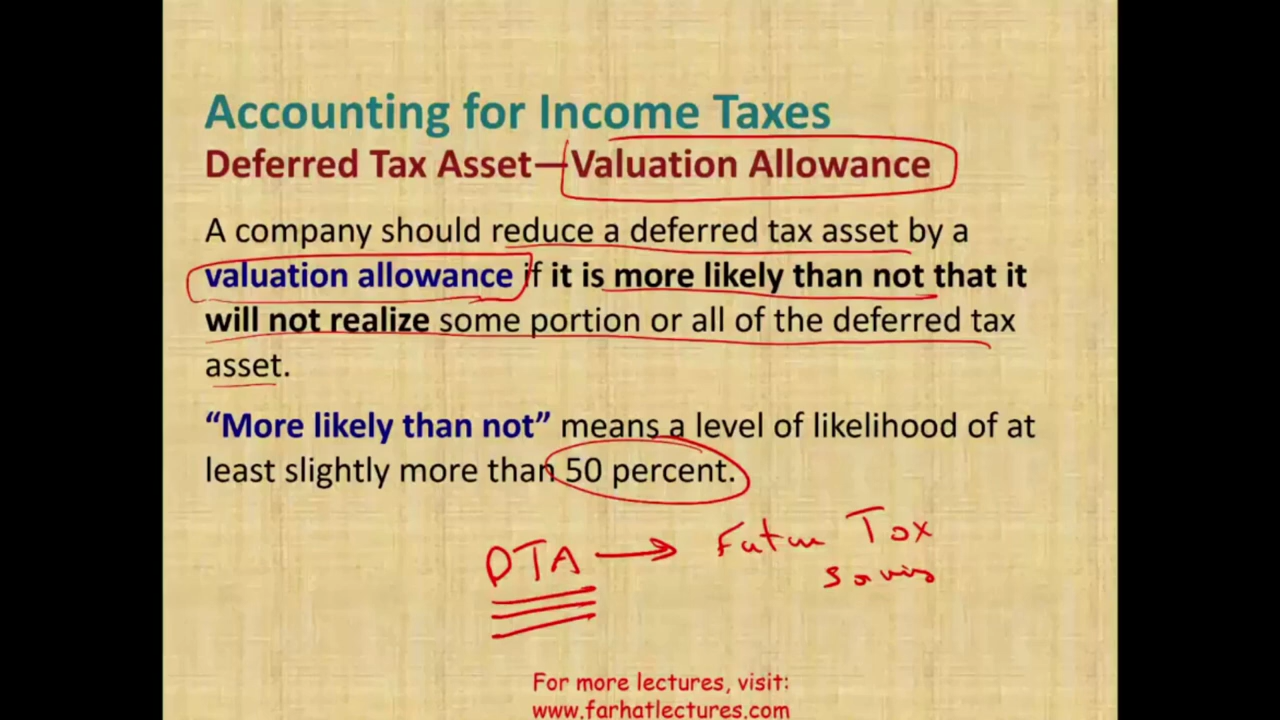 Accounting for Income Taxes
Deferred Tax Asset—Valuation Allowance
A company should reduce a deferred tax asset by a
valuation allowance if it is more likely than not that it
will not realize some portion or all of the deferred tax
asset.
“More likely than not” means a level of likelihood of at
least slightly more than 50 percent.
DTA → Future Tax
saving
For more lectures, visit:
www.farhatlectures.com